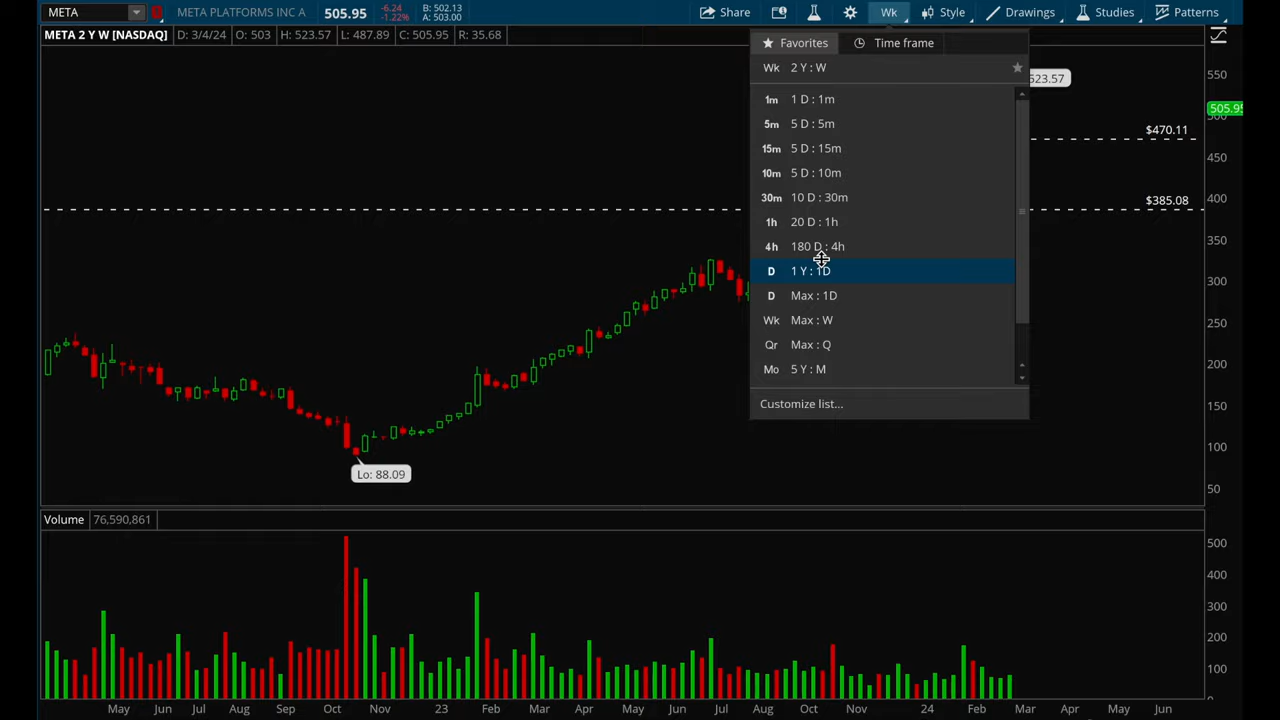 META META PLATFORMS INC A 505.95 -6.24 -1.22% B: 502.13 A: 503.00 Share Wk Style Drawings Studies Patterns
META 2 Y W [NASDAQ] D: 3/4/24 O: 503 H: 523.57 L: 487.89 C: 505.95 R: 35.68
Favorites Time frame
Wk 2 Y : W
1m 1 D : 1m
5m 5 D : 5m
15m 5 D : 15m
10m 5 D : 10m
30m 10 D : 30m
1h 20 D : 1h
4h 180 D : 4h
D 1 Y : 1D
D Max : 1D
Wk Max : W
Qr Max : Q
Mo 5 Y : M
Customize list...
523.57
$470.11
$385.08
Lo: 88.09
550
505.95
500
450
400
350
300
250
200
150
100
50
Volume 76,590,861
500
400
300
200
100
0
May Jun Jul Aug Sep Oct Nov 23 Feb Mar Apr May Jun Jul Aug Oct Nov 24 Feb Mar Apr May Jun